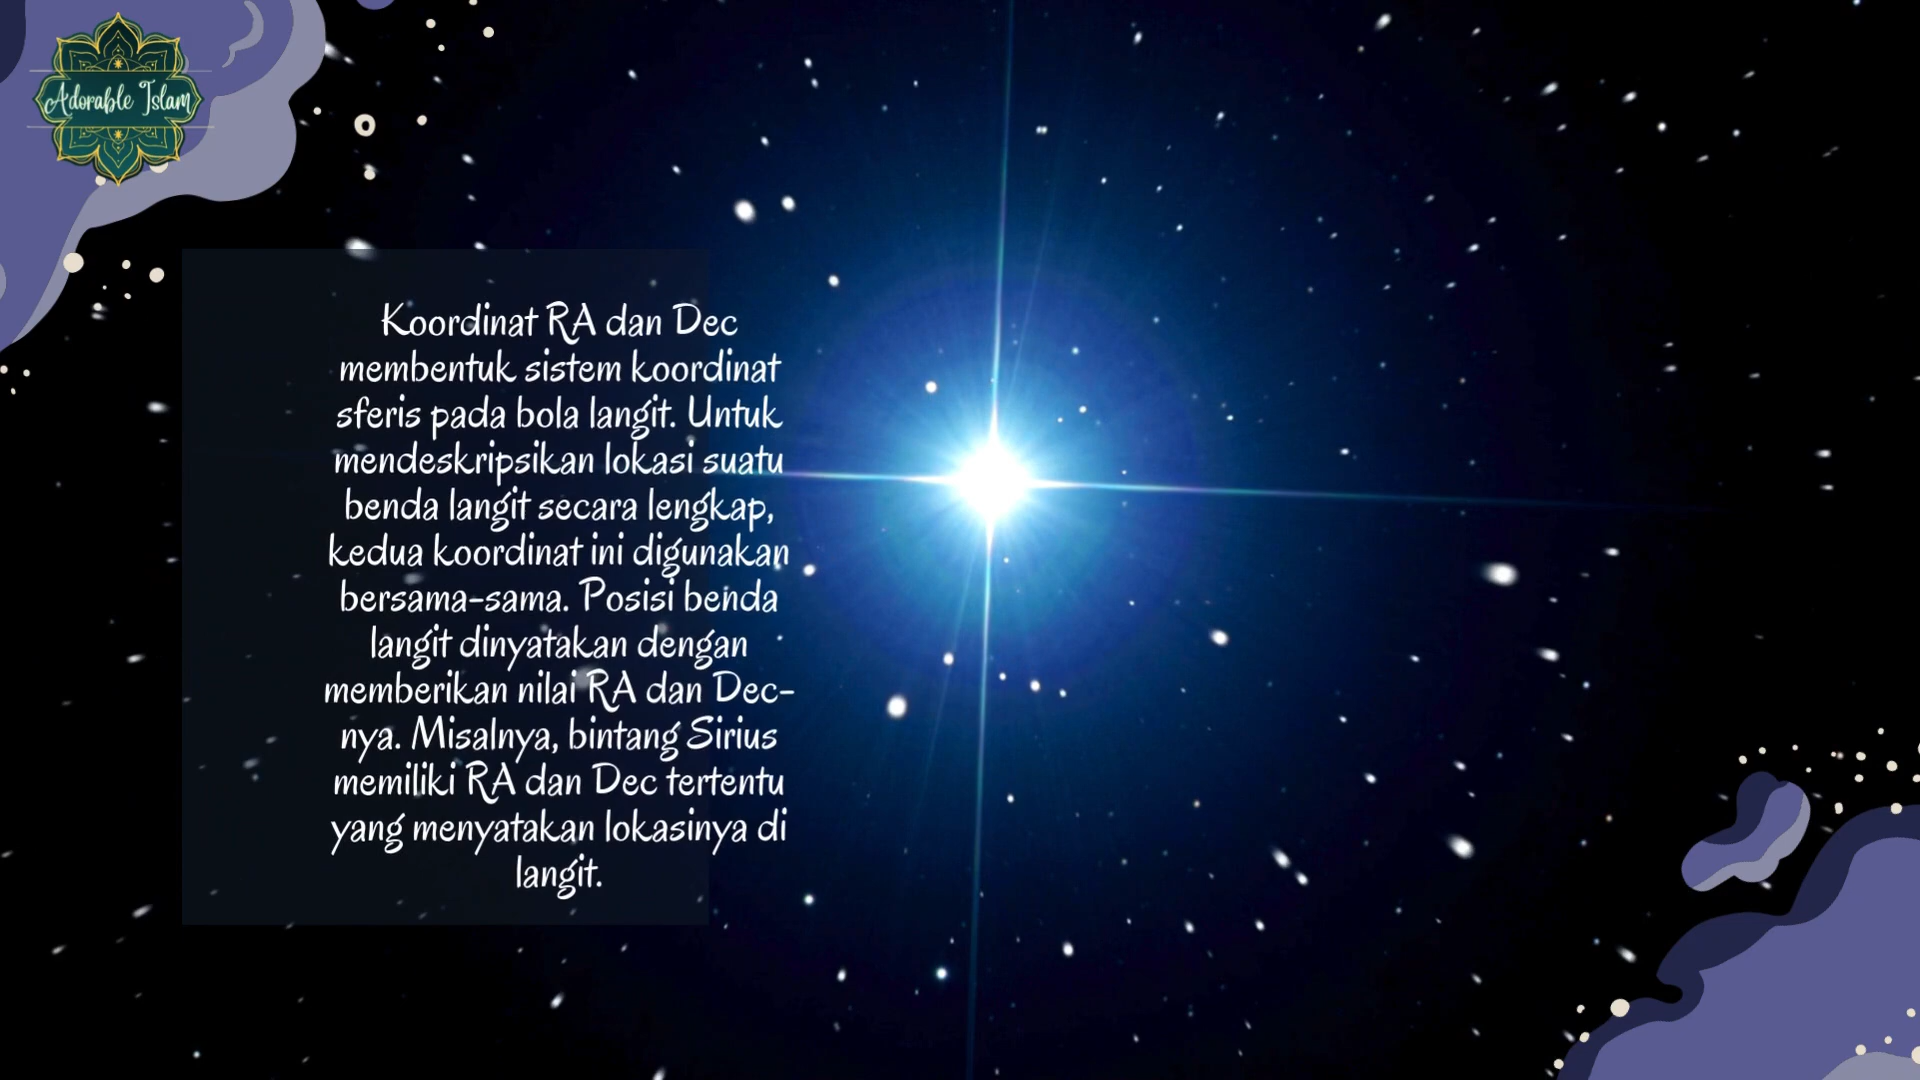 Adorable Islam
Koordinat RA dan Dec
membentuk sistem koordinat
sferis pada bola langit. Untuk
mendeskripsikan lokasi suatu
benda langit secara lengkap,
kedua koordinat ini digunakan
bersama-sama. Posisi benda
langit dinyatakan dengan
memberikan nilai RA dan Dec-
nya. Misalnya, bintang Sirius
memiliki RA dan Dec tertentu
yang menyatakan lokasinya di
langit.